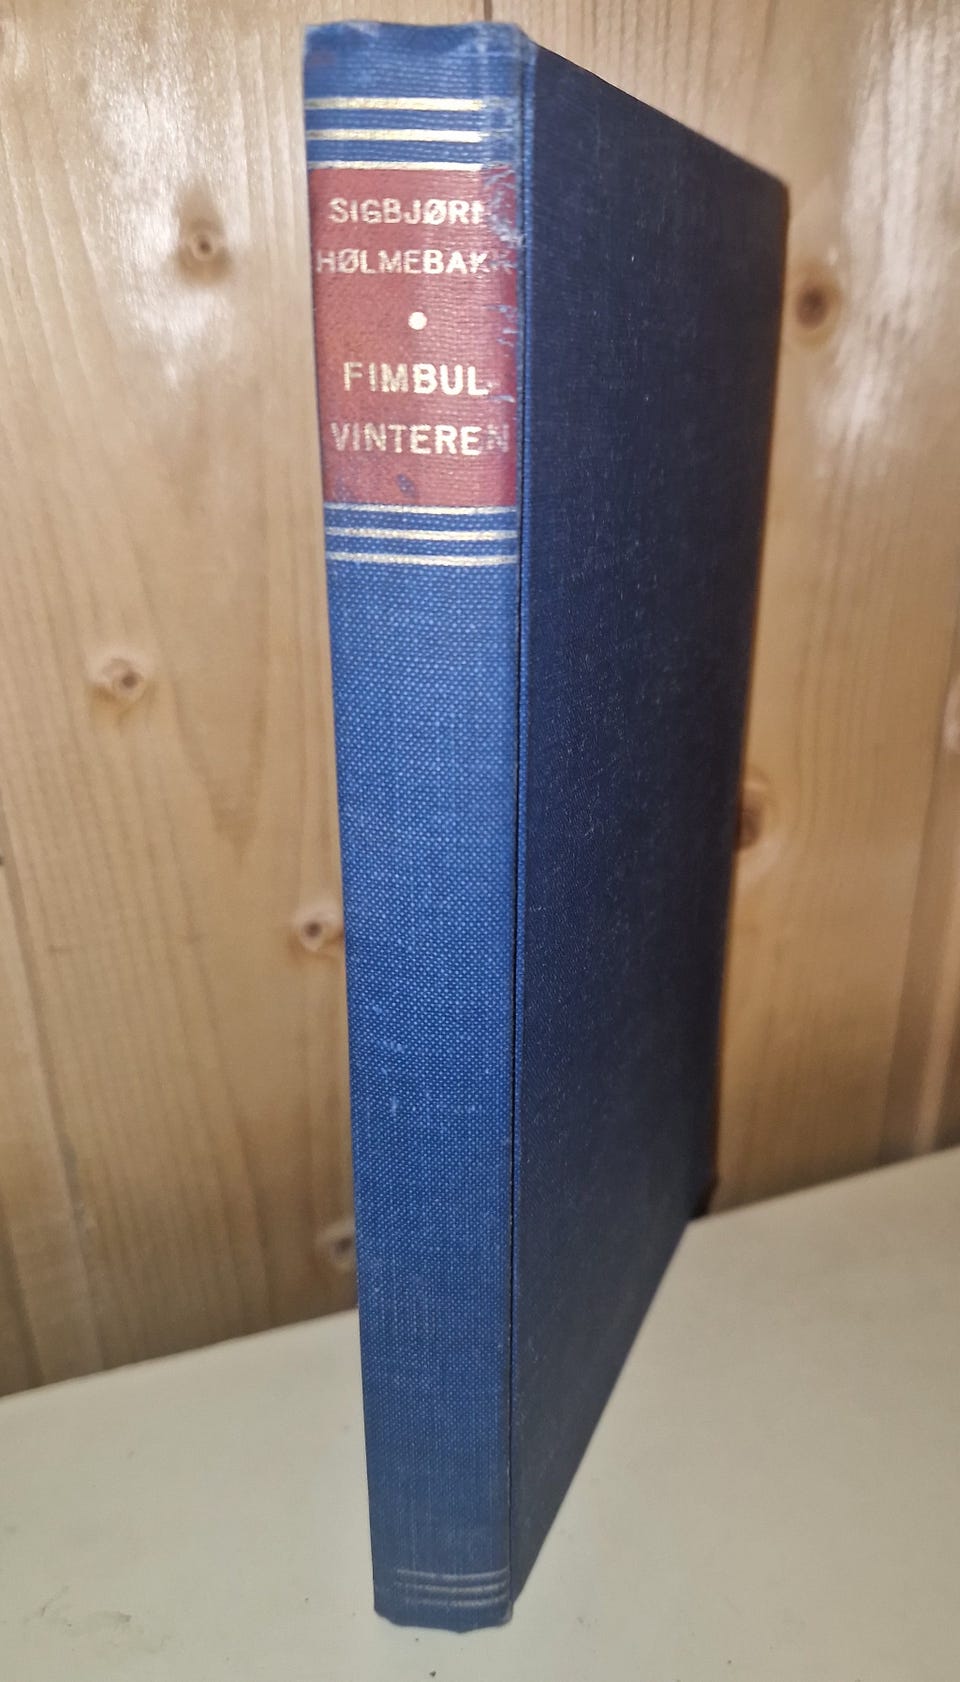 SIGBJØRN
HØLMEBAKK
•
FIMBUL-
VINTEREN